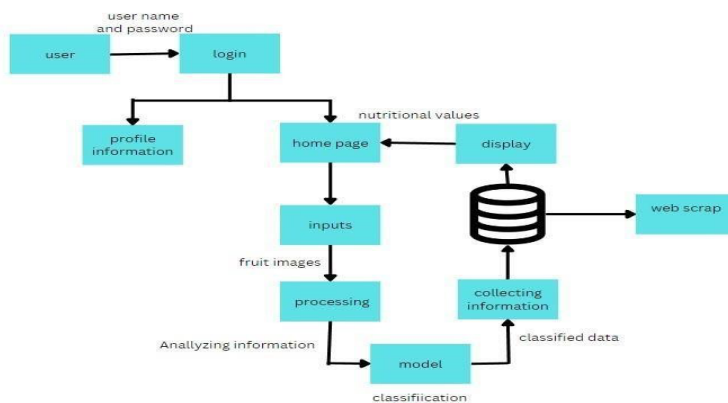 user name
and password
user
login
nutritional values
profile
information
home page
display
web scrap
inputs
fruit images
collecting
information
processing
Anallyzing information
classified data
model
classifiication